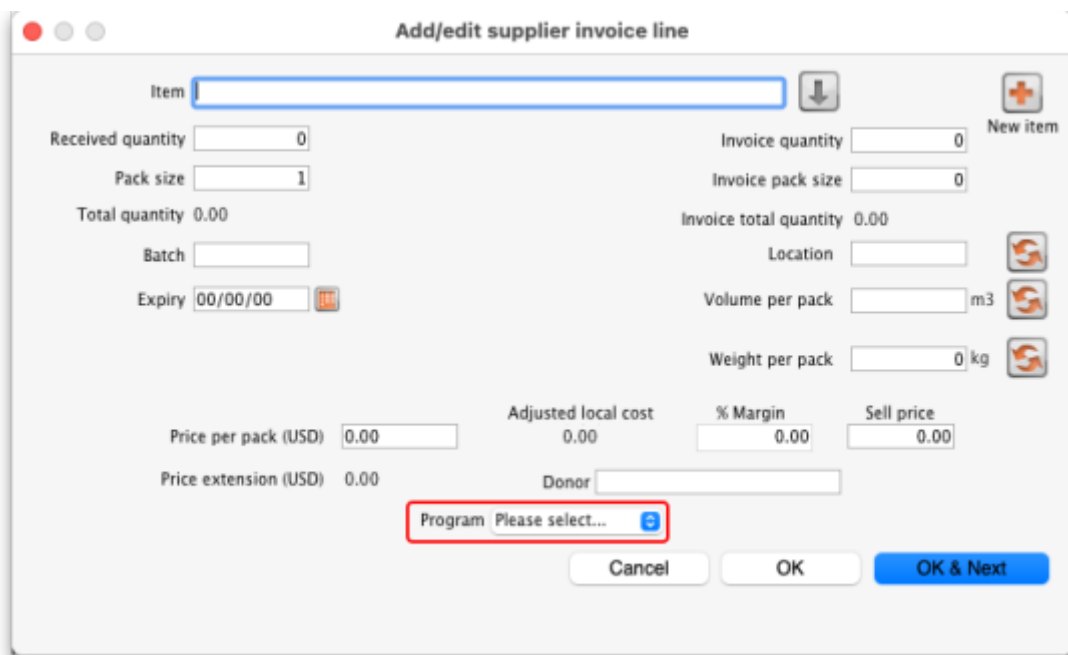 Add/edit supplier invoice line
Item
New item
Received quantity 0 Invoice quantity 0
Pack size 1 Invoice pack size 0
Total quantity 0.00 Invoice total quantity 0.00
Batch Location
Expiry 00/00/00 Volume per pack m3
Weight per pack 0 kg
Adjusted local cost % Margin Sell price
Price per pack (USD) 0.00 0.00 0.00 0.00
Price extension (USD) 0.00 Donor
Program Please select...
Cancel OK OK & Next